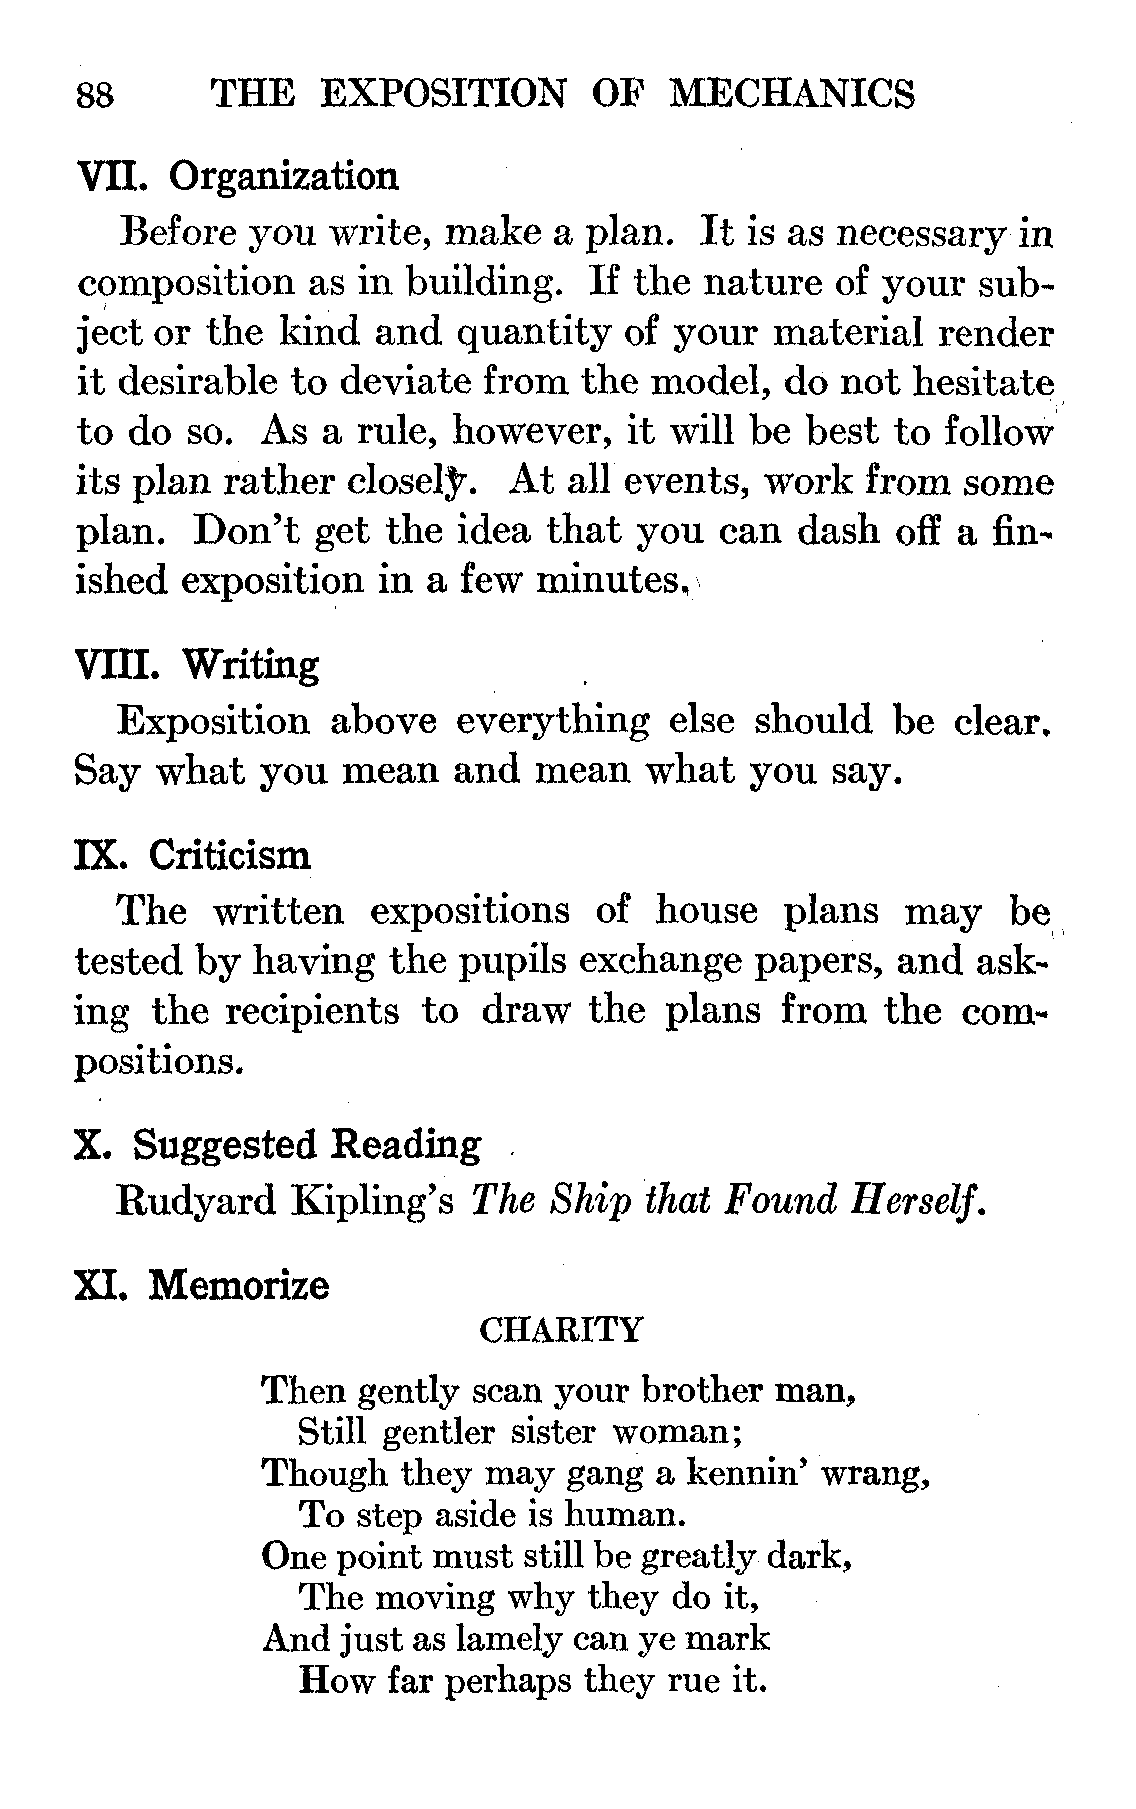 88 THE EXPOSITION OF MECHANICS
VII. Organization
Before you write, make a plan. It is as necessary in
composition as in building. If the nature of your sub-
ject or the kind and quantity of your material render
it desirable to deviate from the model, do not hesitate
to do so. As a rule, however, it will be best to follow
its plan rather closely. At all events, work from some
plan. Don't get the idea that you can dash off a fin-
ished exposition in a few minutes.
VIII. Writing
Exposition above everything else should be clear.
Say what you mean and mean what you say.
IX. Criticism
The written expositions of house plans may be
tested by having the pupils exchange papers, and ask-
ing the recipients to draw the plans from the com-
positions.
X. Suggested Reading
Rudyard Kipling's The Ship that Found Herself.
XI. Memorize
CHARITY
Then gently scan your brother man,
Still gentler sister woman;
Though they may gang a kennin' wrang,
To step aside is human.
One point must still be greatly dark,
The moving why they do it,
And just as lamely can ye mark
How far perhaps they rue it.